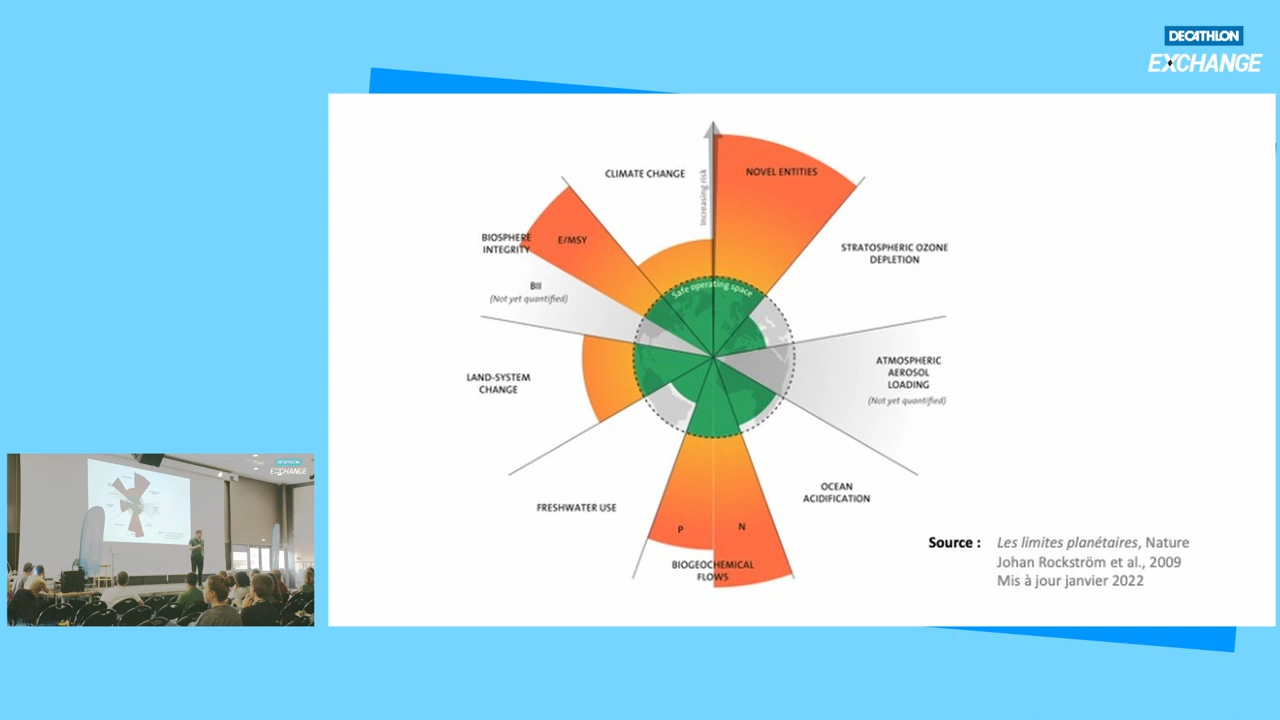 DECATHLON
EXCHANGE
CLIMATE CHANGE
Increasing risk
NOVEL ENTITIES
BIOSPHERE
INTEGRITY
E/MSY
STRATOSPHERIC OZONE
DEPLETION
BII
(Not yet quantified)
Safe operating space
LAND-SYSTEM
CHANGE
ATMOSPHERIC
AEROSOL
LOADING
(Not yet quantified)
FRESHWATER USE
P
N
OCEAN
ACIDIFICATION
BIOGEOCHEMICAL
FLOWS
Source : Les limites planétaires, Nature
Johan Rockström et al., 2009
Mis à jour janvier 2022
DECATHLON
EXCHANGE